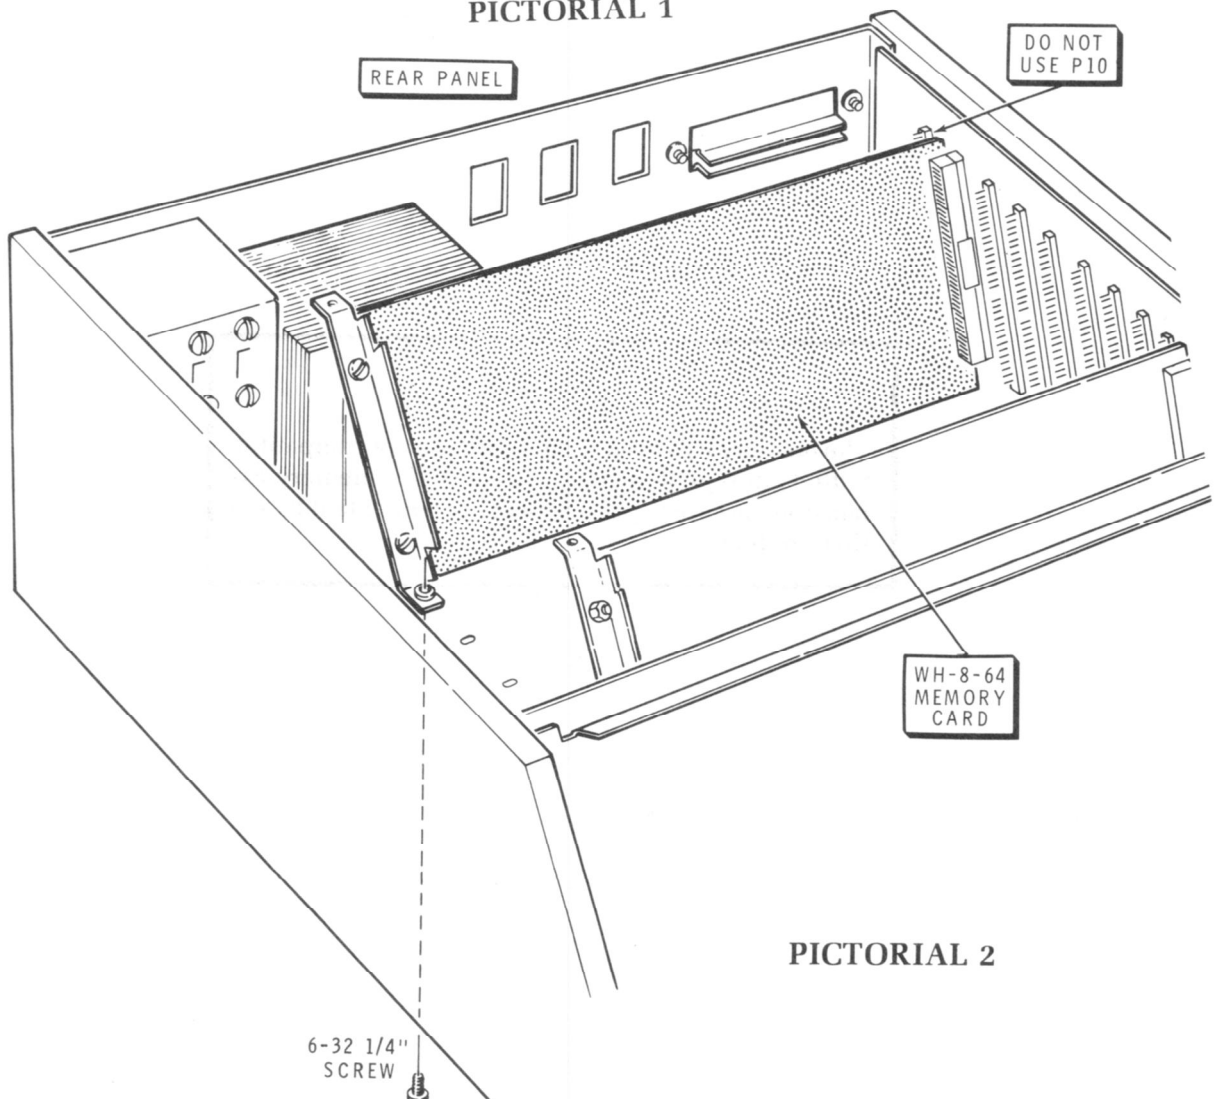 PICTORIAL 1
REAR PANEL
DO NOT
USE P10
WH-8-64
MEMORY
CARD
PICTORIAL 2
6-32 1/4"
SCREW